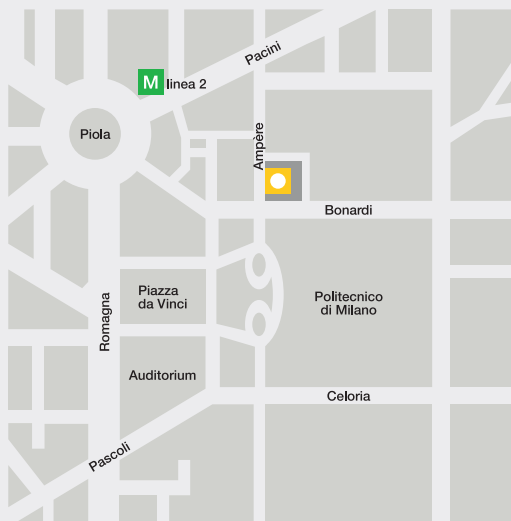 Pacini
M linea 2
Piola
Ampère
Bonardi
Piazza
da Vinci
Politecnico
di Milano
Romagna
Auditorium
Celoria
Pascoli